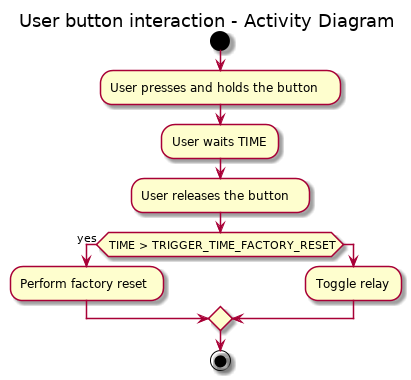 User button interaction - Activity Diagram
User presses and holds the button
User waits TIME
User releases the button
yes
TIME > TRIGGER_TIME_FACTORY_RESET
Perform factory reset
Toggle relay